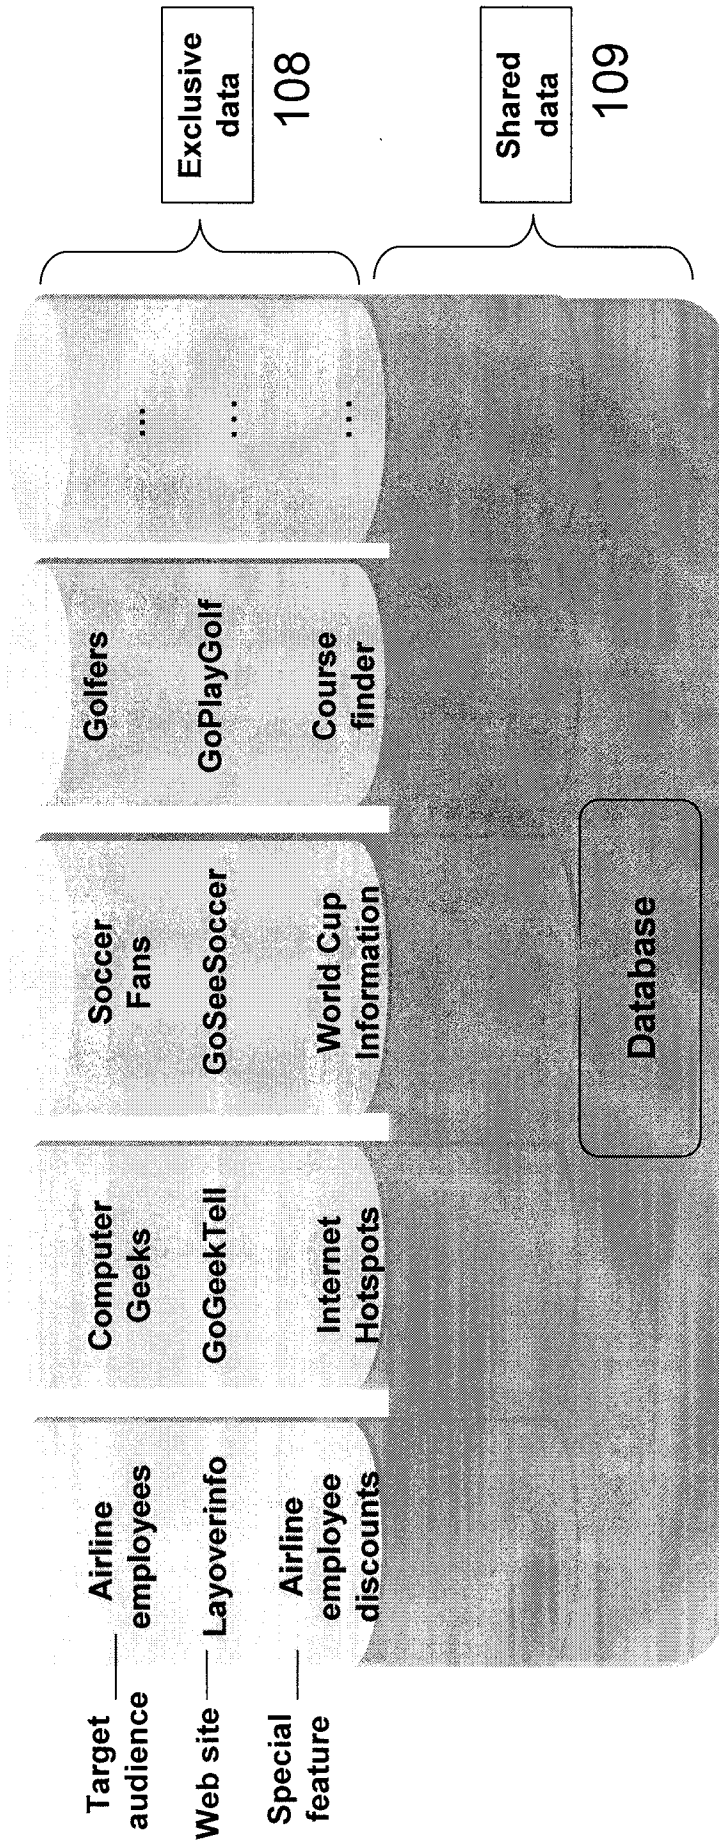 Target
audience
Web site
Special
feature
Airline
employees
Layoverinfo
Airline
employee
discounts
Computer
Geeks
GoGeekTell
Internet
Hotspots
Soccer
Fans
GoSeeSoccer
World Cup
Information
Golfers
GoPlayGolf
Course
finder
...
...
...
Exclusive
data
108
Shared
data
109
Database